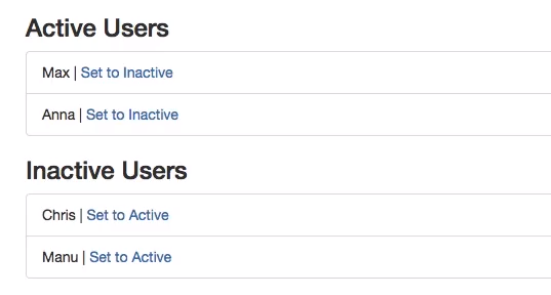 Active Users
Max | Set to Inactive
Anna | Set to Inactive
Inactive Users
Chris | Set to Active
Manu | Set to Active